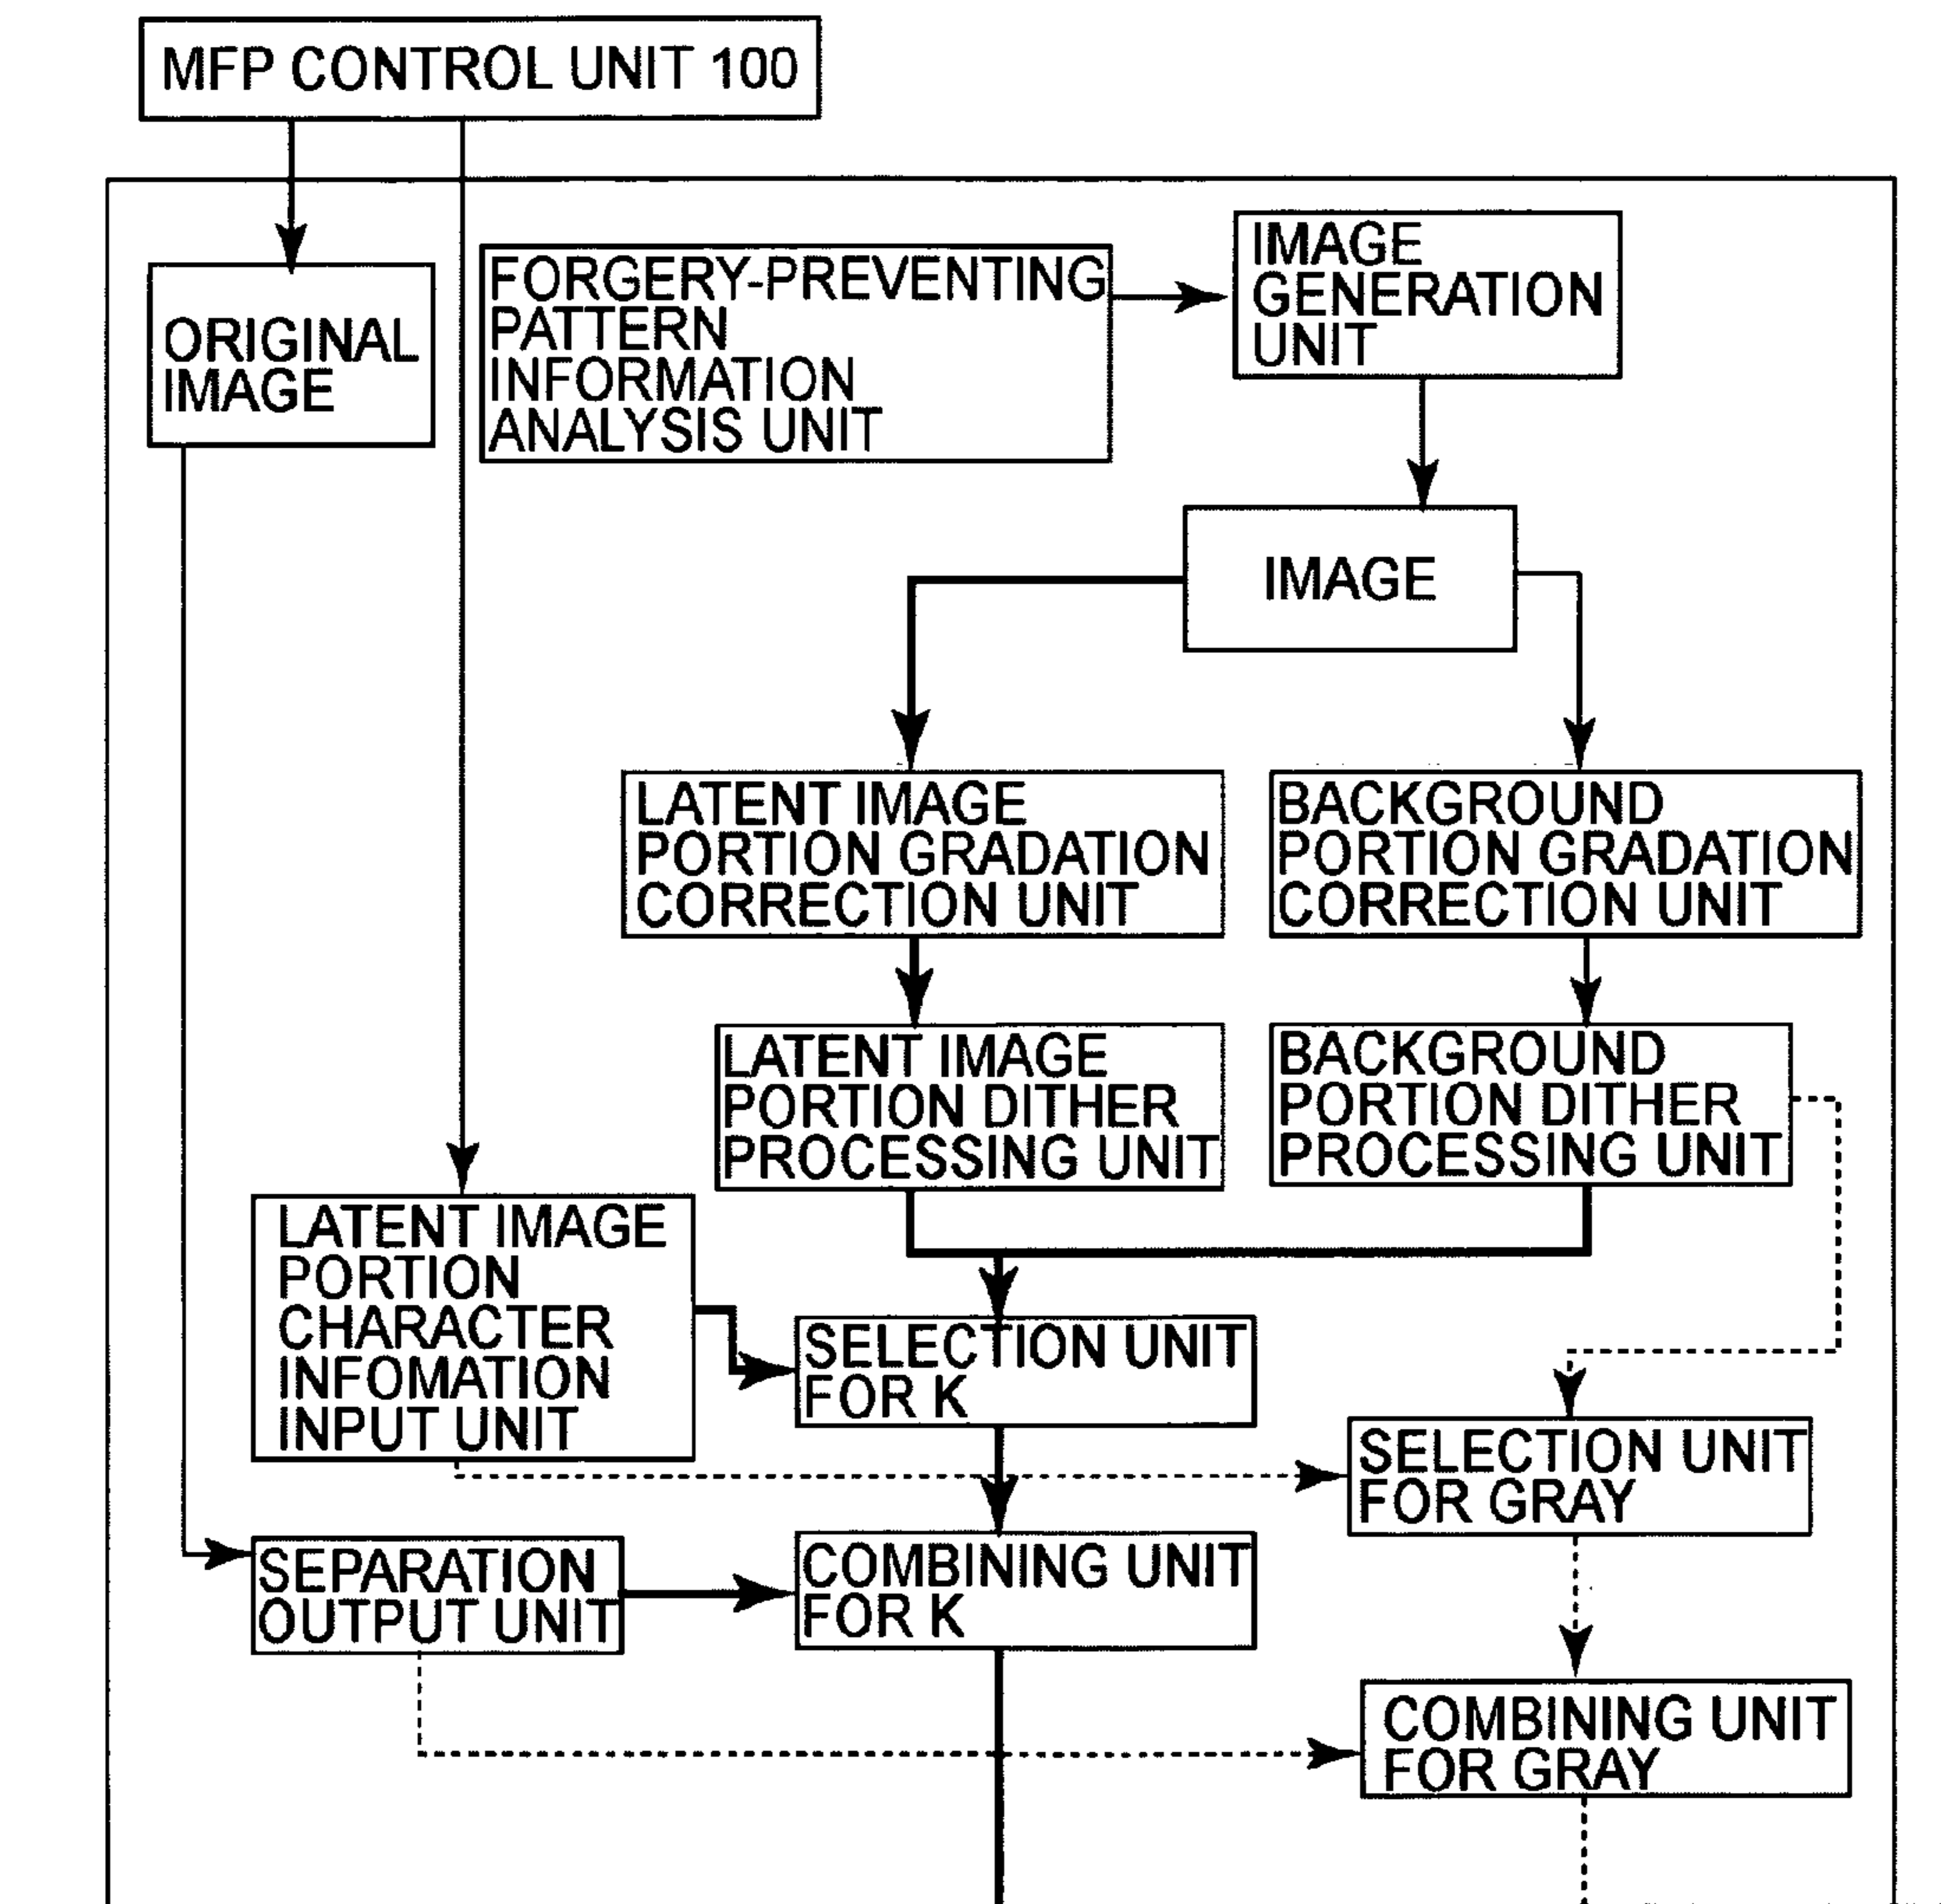 MFP CONTROL UNIT 100
ORIGINAL
IMAGE
FORGERY-PREVENTING
PATTERN
INFORMATION
ANALYSIS UNIT
IMAGE
GENERATION
UNIT
IMAGE
LATENT IMAGE
PORTION GRADATION
CORRECTION UNIT
BACKGROUND
PORTION GRADATION
CORRECTION UNIT
LATENT IMAGE
PORTION DITHER
PROCESSING UNIT
BACKGROUND
PORTION DITHER
PROCESSING UNIT
LATENT IMAGE
PORTION
CHARACTER
INFOMATION
INPUT UNIT
SELECTION UNIT
FOR K
SELECTION UNIT
FOR GRAY
SEPARATION
OUTPUT UNIT
COMBINING UNIT
FOR K
COMBINING UNIT
FOR GRAY